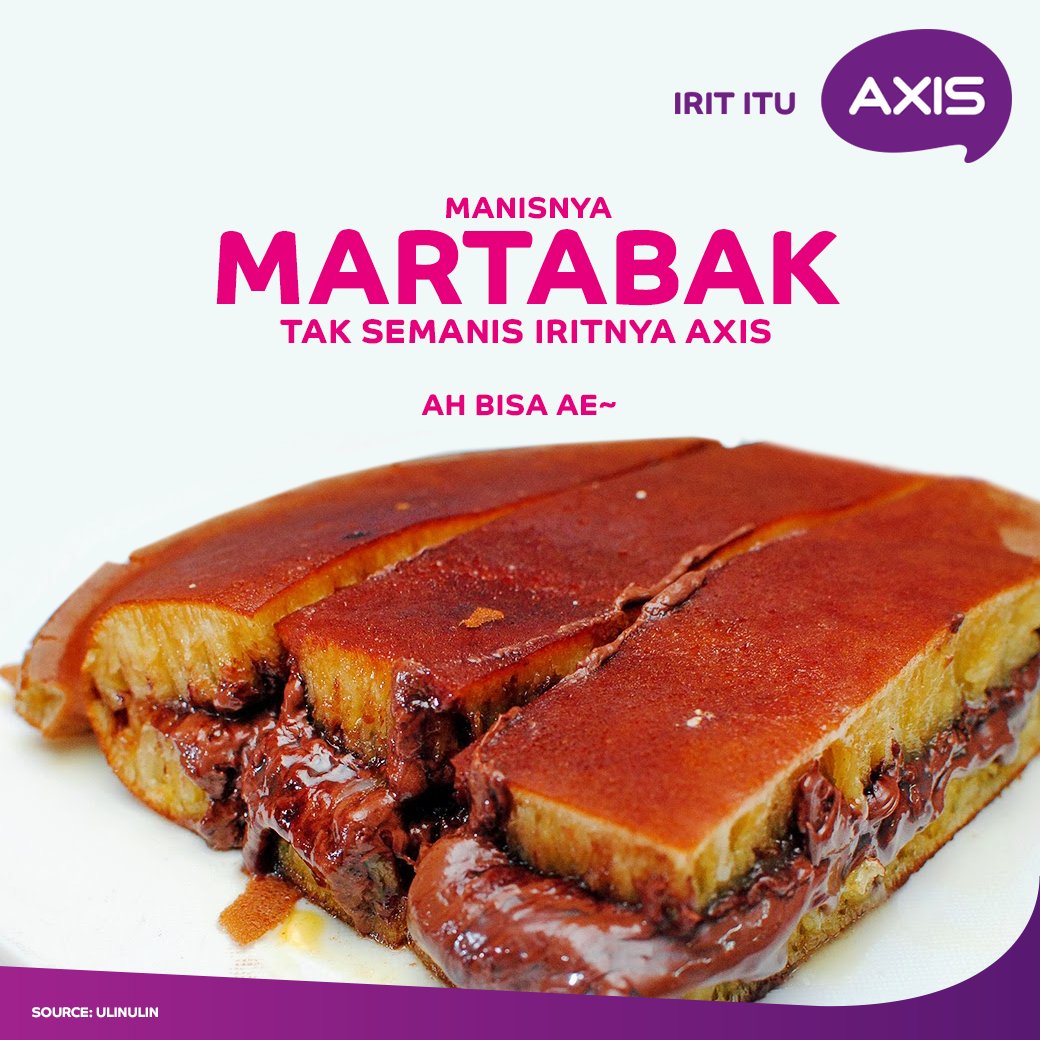 IRIT ITU AXIS
MANISNYA
MARTABAK
TAK SEMANIS IRITNYA AXIS
AH BISA AE~
SOURCE: ULINULIN